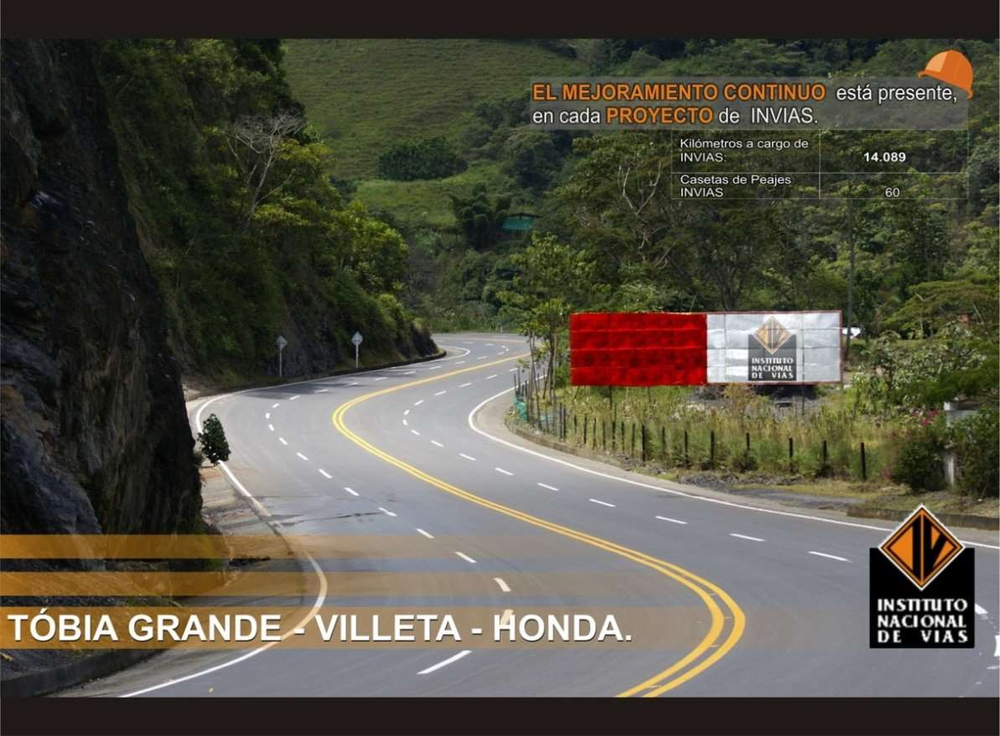 EL MEJORAMIENTO CONTINUO está presente,
en cada PROYECTO de INVIAS.
Kilómetros a cargo de
INVIAS:
14.089
Casetas de Peajes
INVIAS
60
INSTITUTO
NACIONAL
DE VIAS
TÓBIA GRANDE - VILLETA - HONDA.
INSTITUTO
NACIONAL
DE VIAS